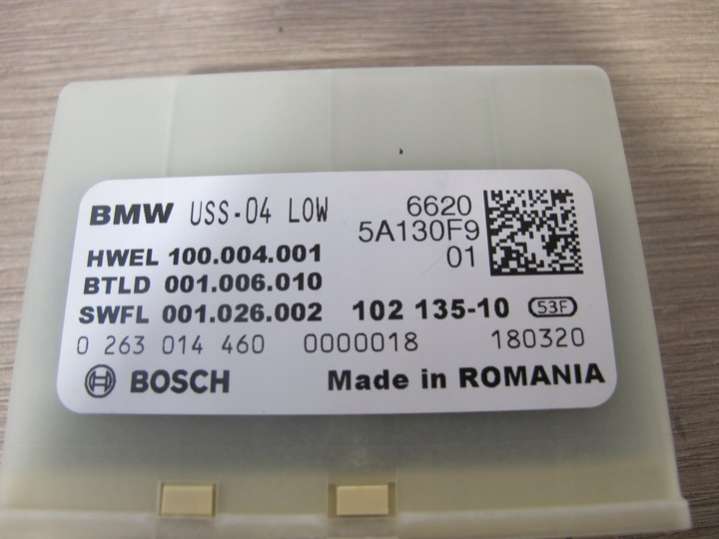 BMW USS-04 LOW 6620
5A130F9
HWEL 100.004.001 01
BTLD 001.006.010
SWFL 001.026.002 102 135-10 53F
0 263 014 460 0000018 180320
BOSCH Made in ROMANIA